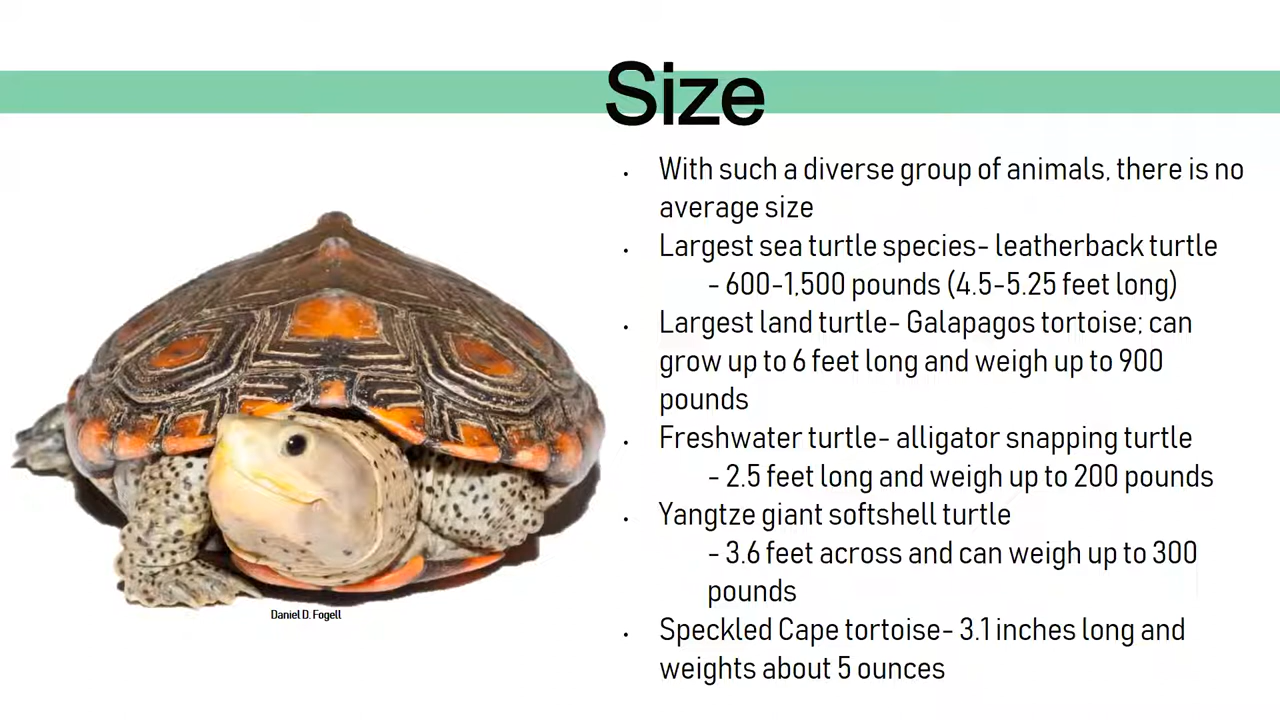 Size
With such a diverse group of animals, there is no
average size
Largest sea turtle species- leatherback turtle
- 600-1,500 pounds (4.5-5.25 feet long)
Largest land turtle- Galapagos tortoise; can
grow up to 6 feet long and weigh up to 900
pounds
Freshwater turtle- alligator snapping turtle
- 2.5 feet long and weigh up to 200 pounds
Yangtze giant softshell turtle
- 3.6 feet across and can weigh up to 300
pounds
Speckled Cape tortoise- 3.1 inches long and
weights about 5 ounces
Daniel D. Fogell